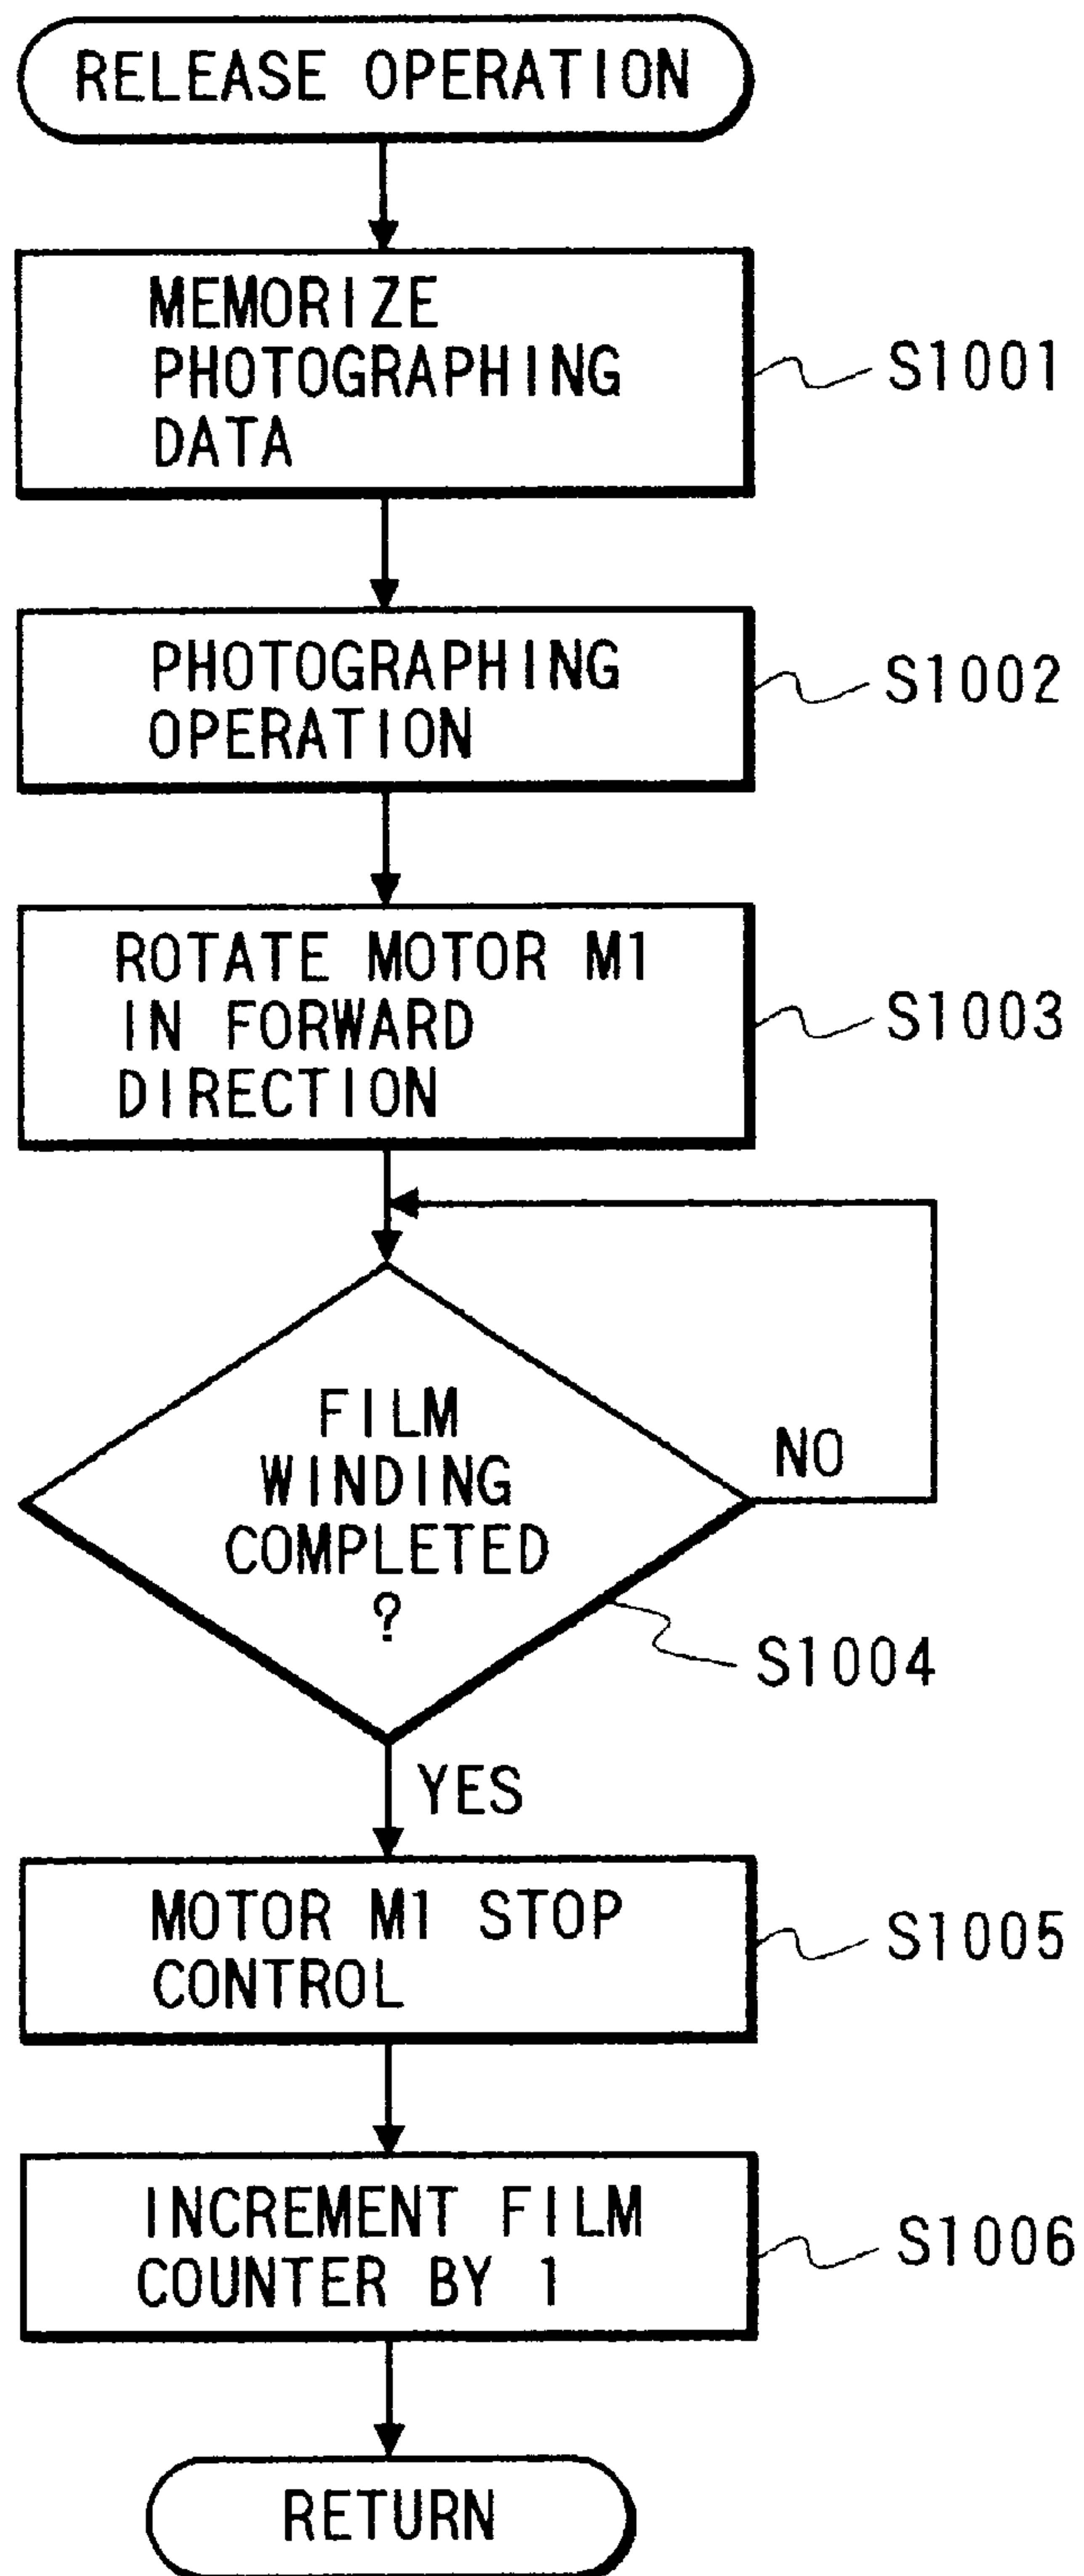 RELEASE OPERATION
MEMORIZE
PHOTOGRAPHING
DATA
S1001
PHOTOGRAPHING
OPERATION
S1002
ROTATE MOTOR M1
IN FORWARD
DIRECTION
S1003
FILM
WINDING
COMPLETED
?
NO
S1004
YES
MOTOR M1 STOP
CONTROL
S1005
INCREMENT FILM
COUNTER BY 1
S1006
RETURN